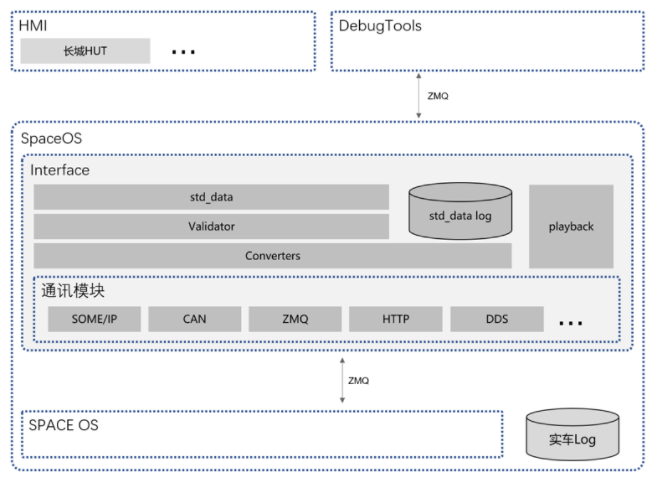 HMI
长城HUT
...
DebugTools
ZMQ
SpaceOS
Interface
std_data
std_data log
playback
Validator
Converters
通讯模块
SOME/IP
CAN
ZMQ
HTTP
DDS
...
ZMQ
SPACE OS
实车Log